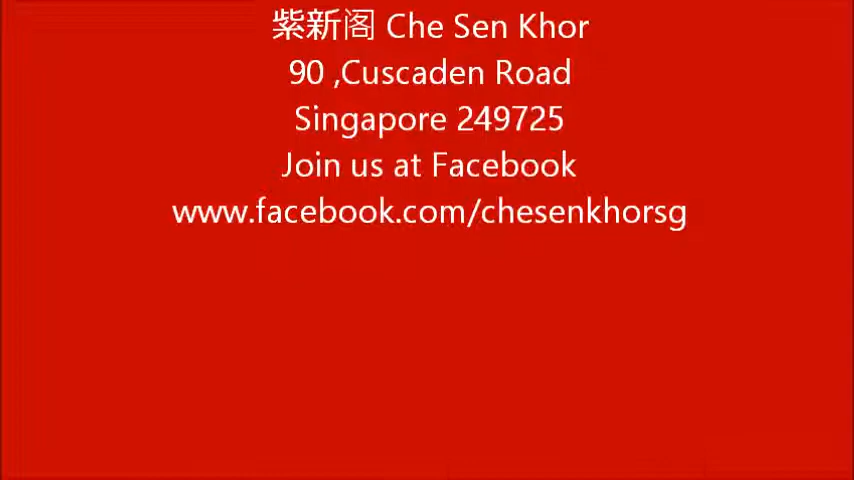 紫新阁 Che Sen Khor
90 ,Cuscaden Road
Singapore 249725
Join us at Facebook
www.facebook.com/chesenkhorsg